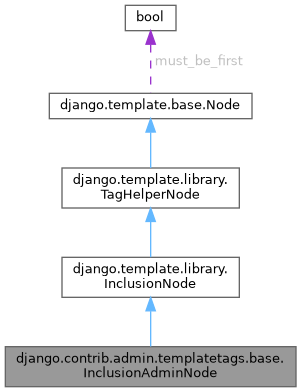 bool
must_be_first
django.template.base.Node
django.template.library.
TagHelperNode
django.template.library.
InclusionNode
django.contrib.admin.templatetags.base.
InclusionAdminNode